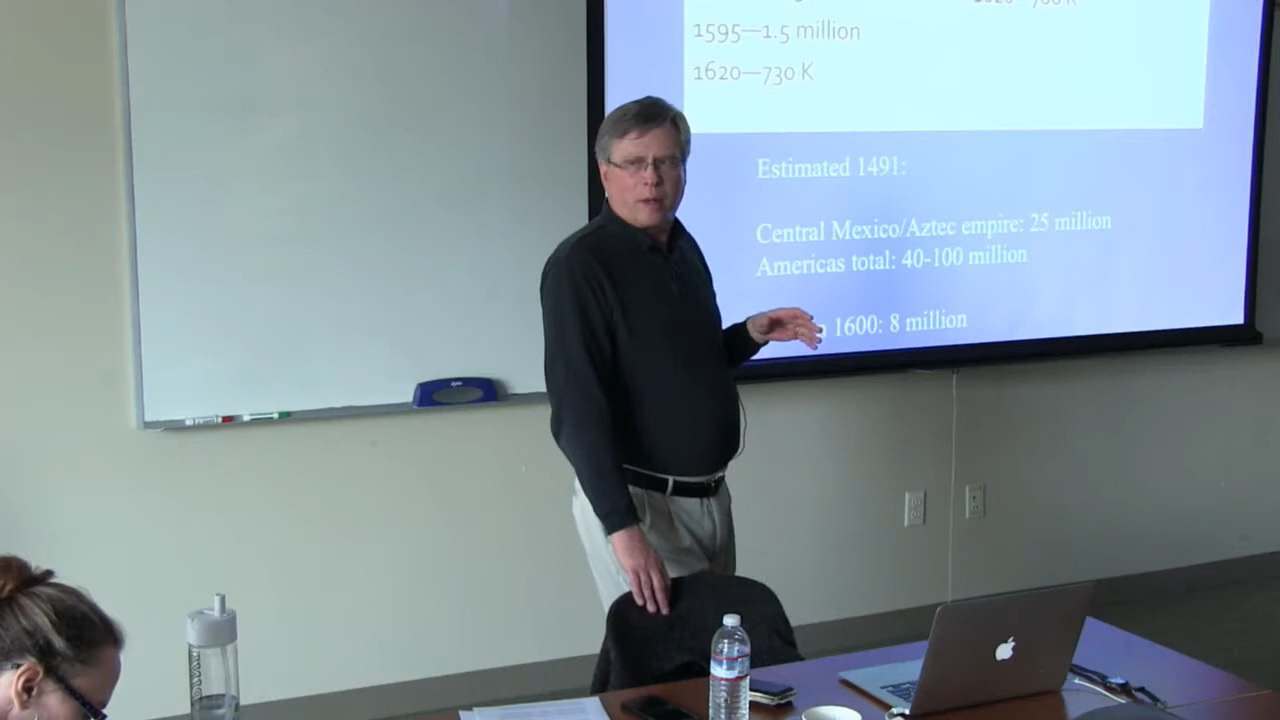 1595—1.5 million
1620—730 K
Estimated 1491:
Central Mexico/Aztec empire: 25 million
Americas total: 40-100 million
1600: 8 million